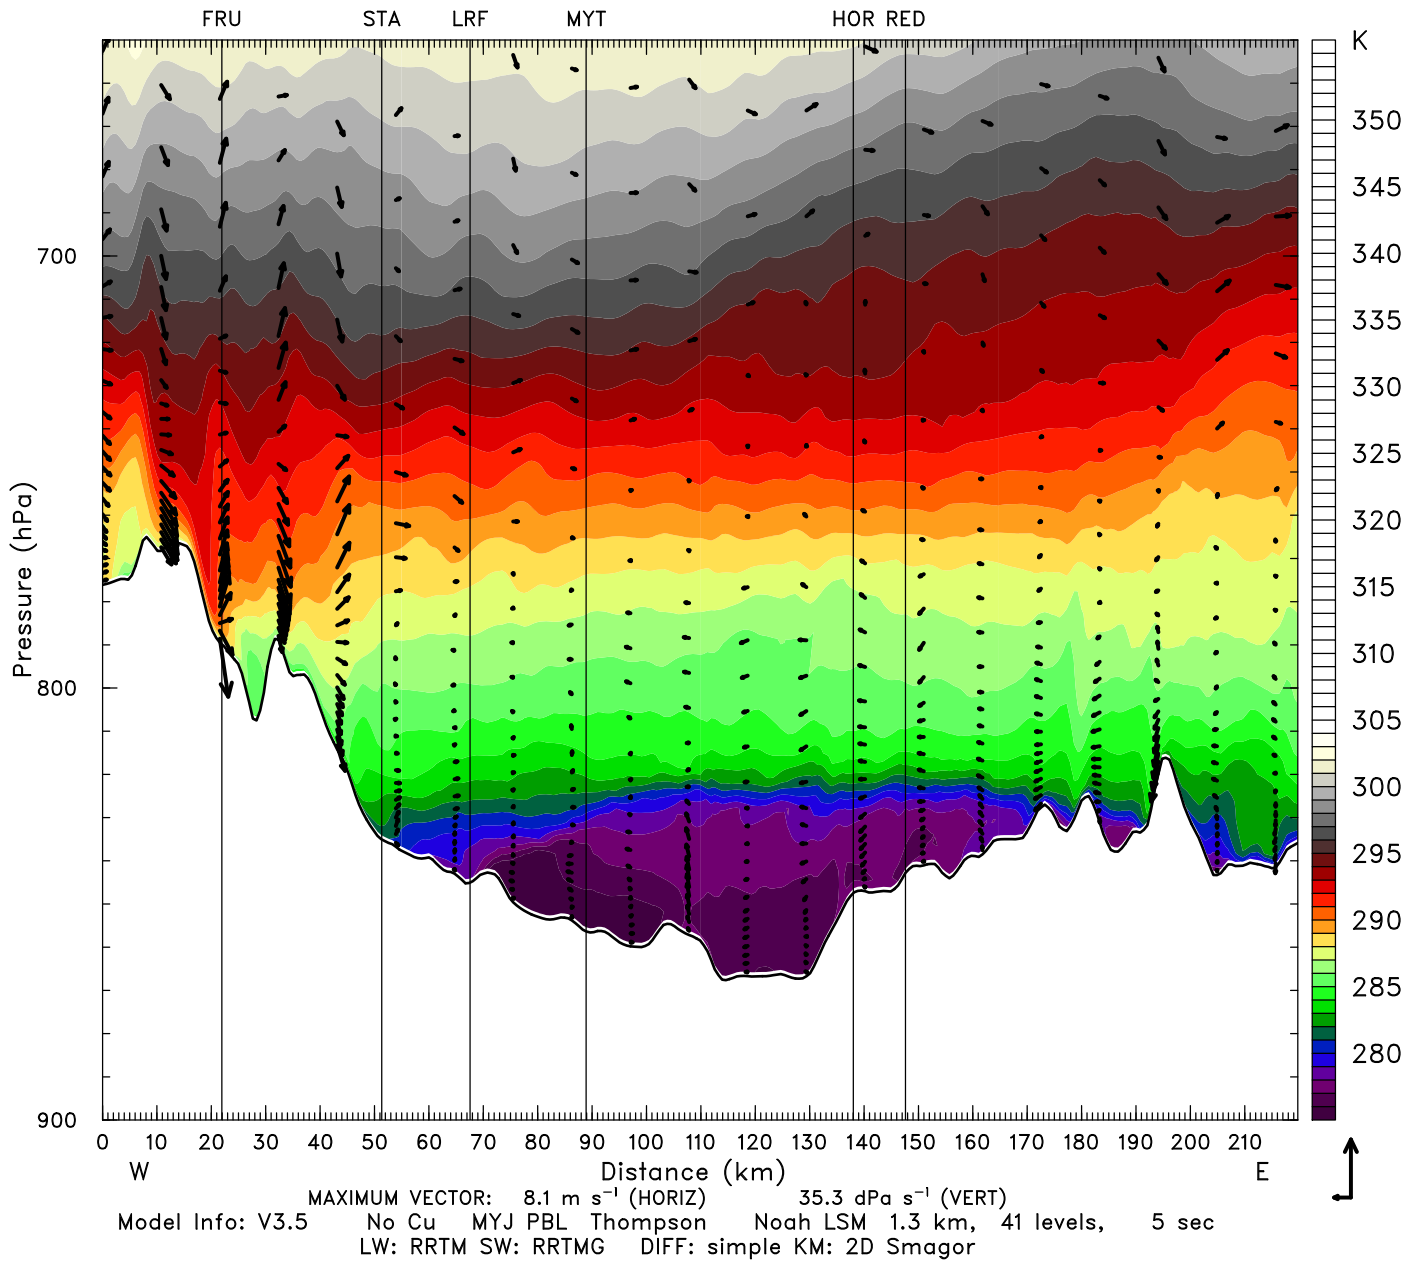 FRU STA LRF MYT HOR RED
K
350
345
340
700
335
330
325
320
Pressure (hPa)
315
310
800
305
300
295
290
285
280
900
0 10 20 30 40 50 60 70 80 90 100 110 120 130 140 150 160 170 180 190 200 210
W Distance (km) E
MAXIMUM VECTOR: 8.1 m s⁻¹ (HORIZ) 35.3 dPa s⁻¹ (VERT)
Model Info: V3.5 No Cu MYJ PBL Thompson Noah LSM 1.3 km, 41 levels, 5 sec
LW: RRTM SW: RRTMG DIFF: simple KM: 2D Smagor